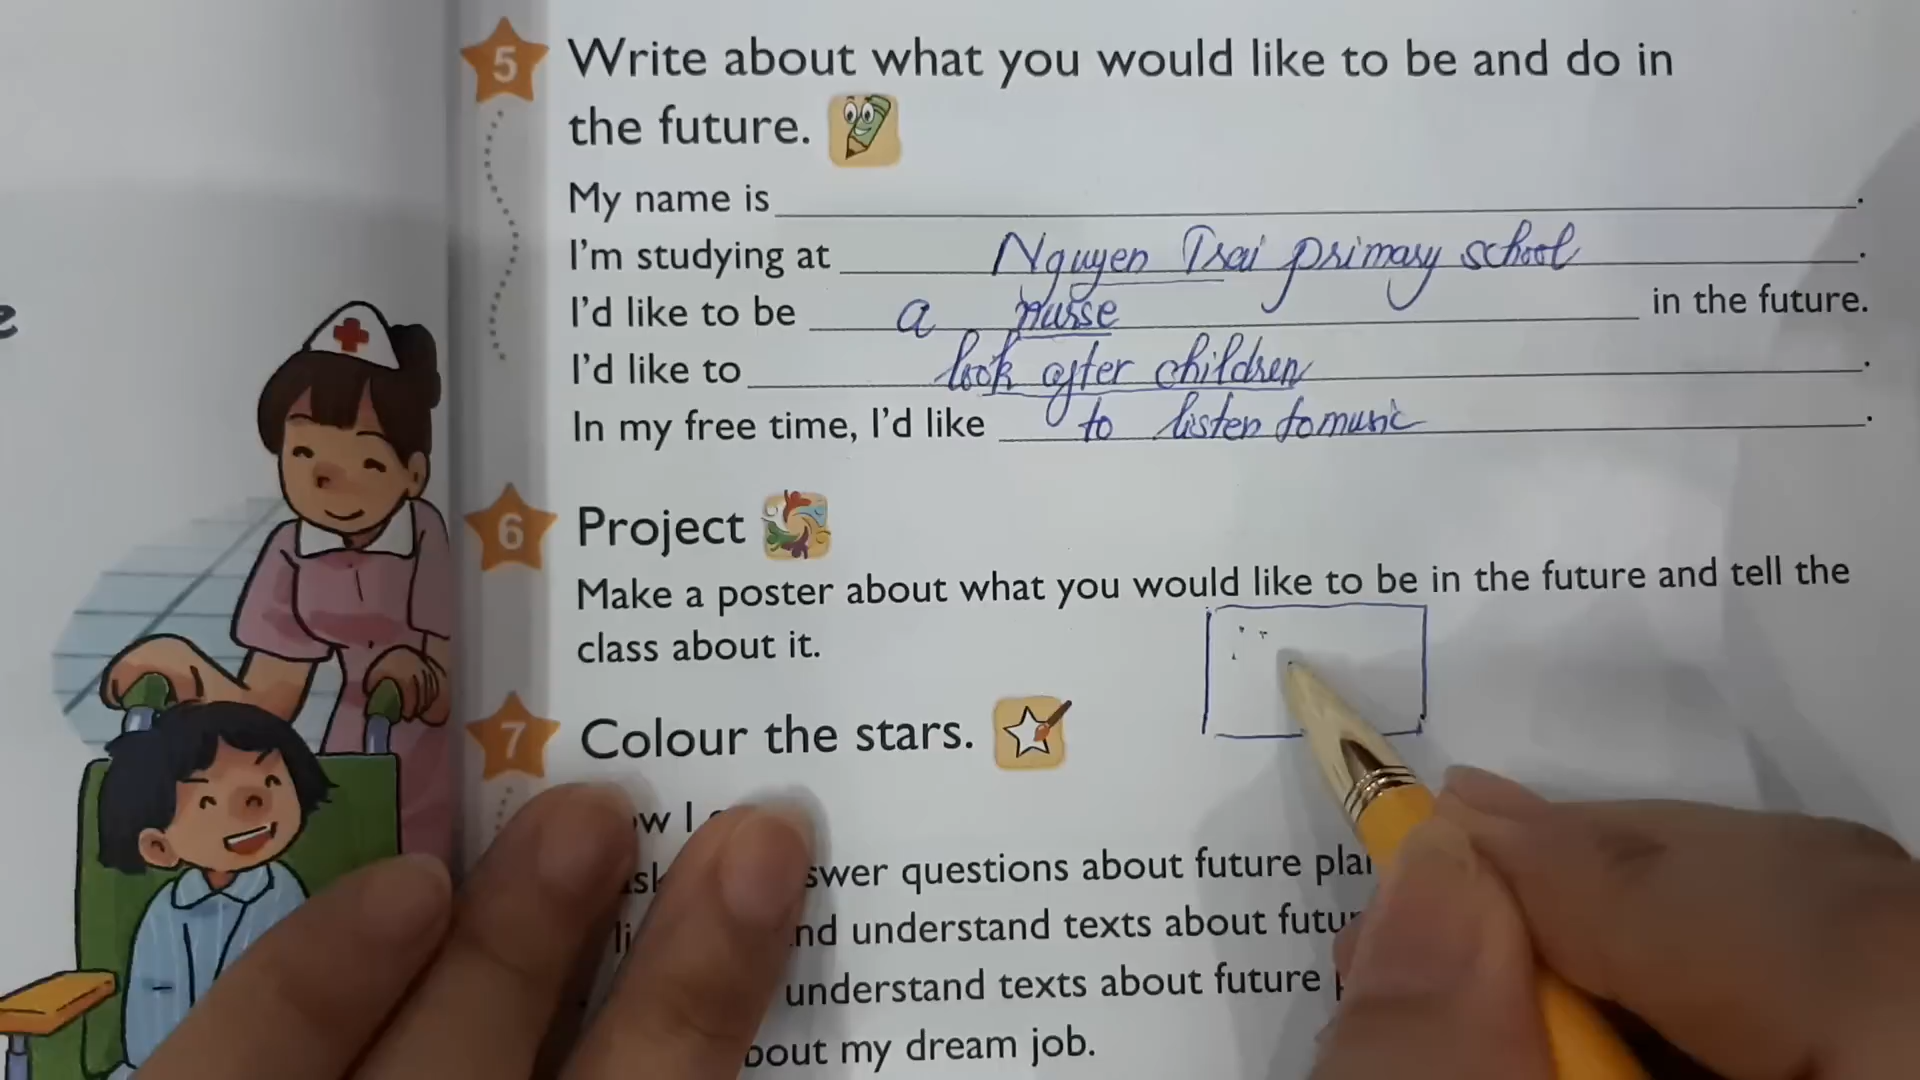 5 Write about what you would like to be and do in
the future.
My name is
I'm studying at Nguyen Trai primary school.
I'd like to be a nurse in the future.
I'd like to look after children.
In my free time, I'd like to listen to music.
6 Project
Make a poster about what you would like to be in the future and tell the
class about it.
7 Colour the stars.
w I
swer questions about future
nd understand texts about
understand texts about future
my dream job.